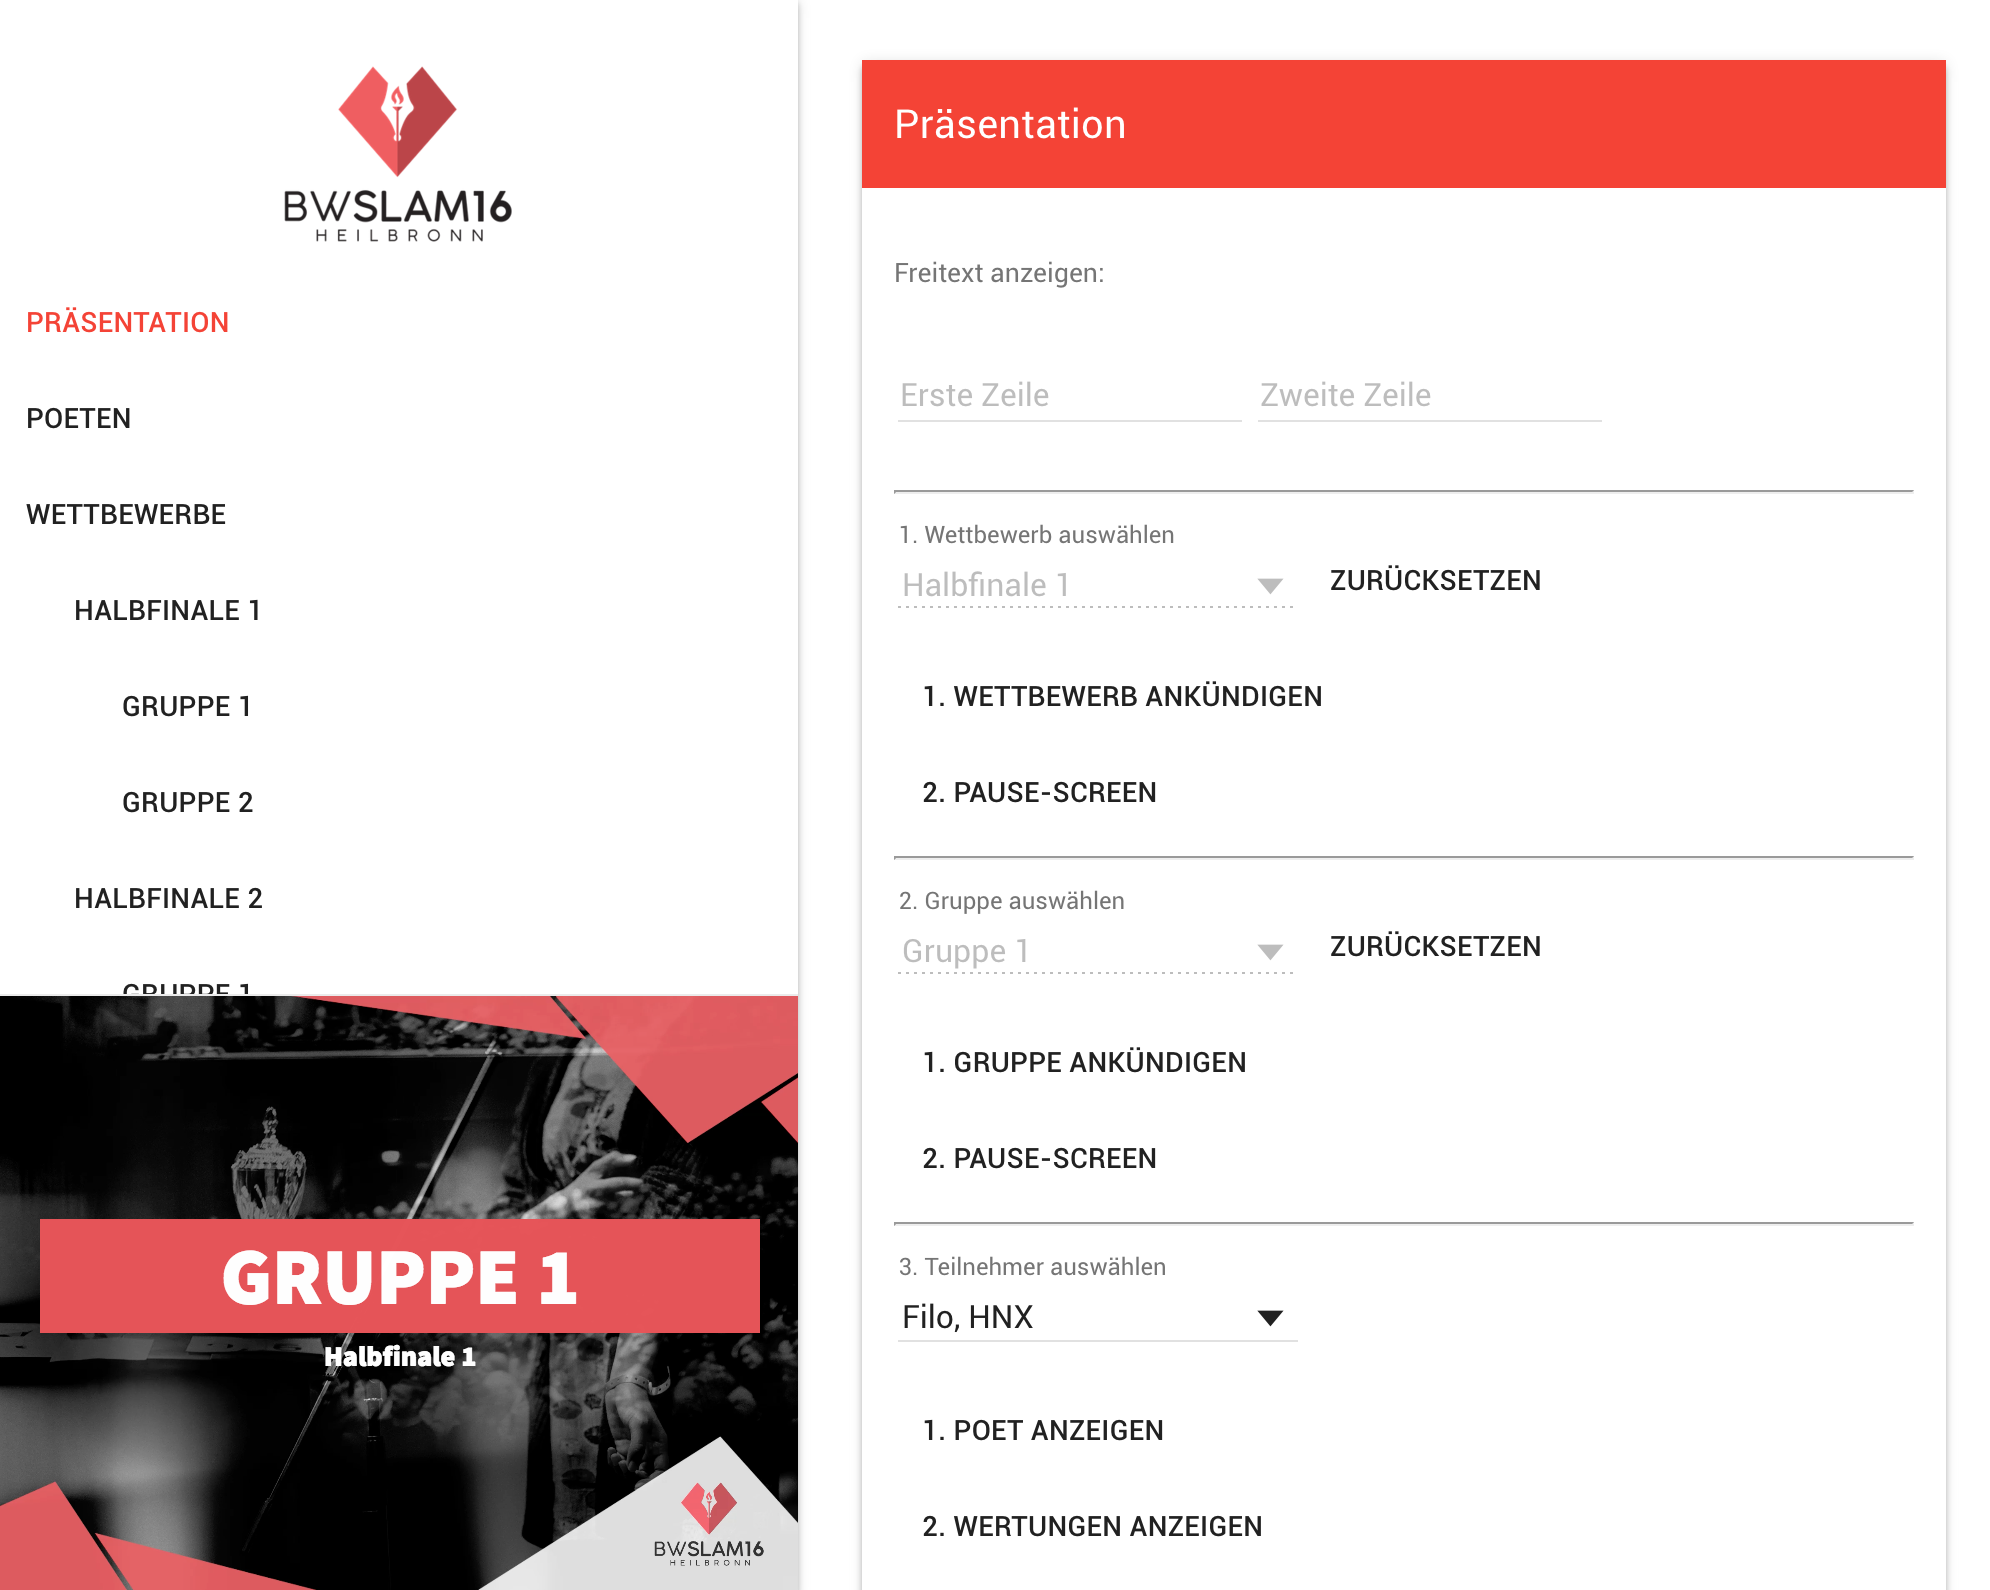 BWSLAM16
HEILBRONN
PRÄSENTATION
POETEN
WETTBEWERBE
HALBFINALE 1
GRUPPE 1
GRUPPE 2
HALBFINALE 2
GRUPPE 1
GRUPPE 1
Halbfinale 1
BWSLAM16
HEILBRONN
Präsentation
Freitext anzeigen:
Erste Zeile Zweite Zeile
1. Wettbewerb auswählen
Halbfinale 1 ZURÜCKSETZEN
1. WETTBEWERB ANKÜNDIGEN
2. PAUSE-SCREEN
2. Gruppe auswählen
Gruppe 1 ZURÜCKSETZEN
1. GRUPPE ANKÜNDIGEN
2. PAUSE-SCREEN
3. Teilnehmer auswählen
Filo, HNX
1. POET ANZEIGEN
2. WERTUNGEN ANZEIGEN